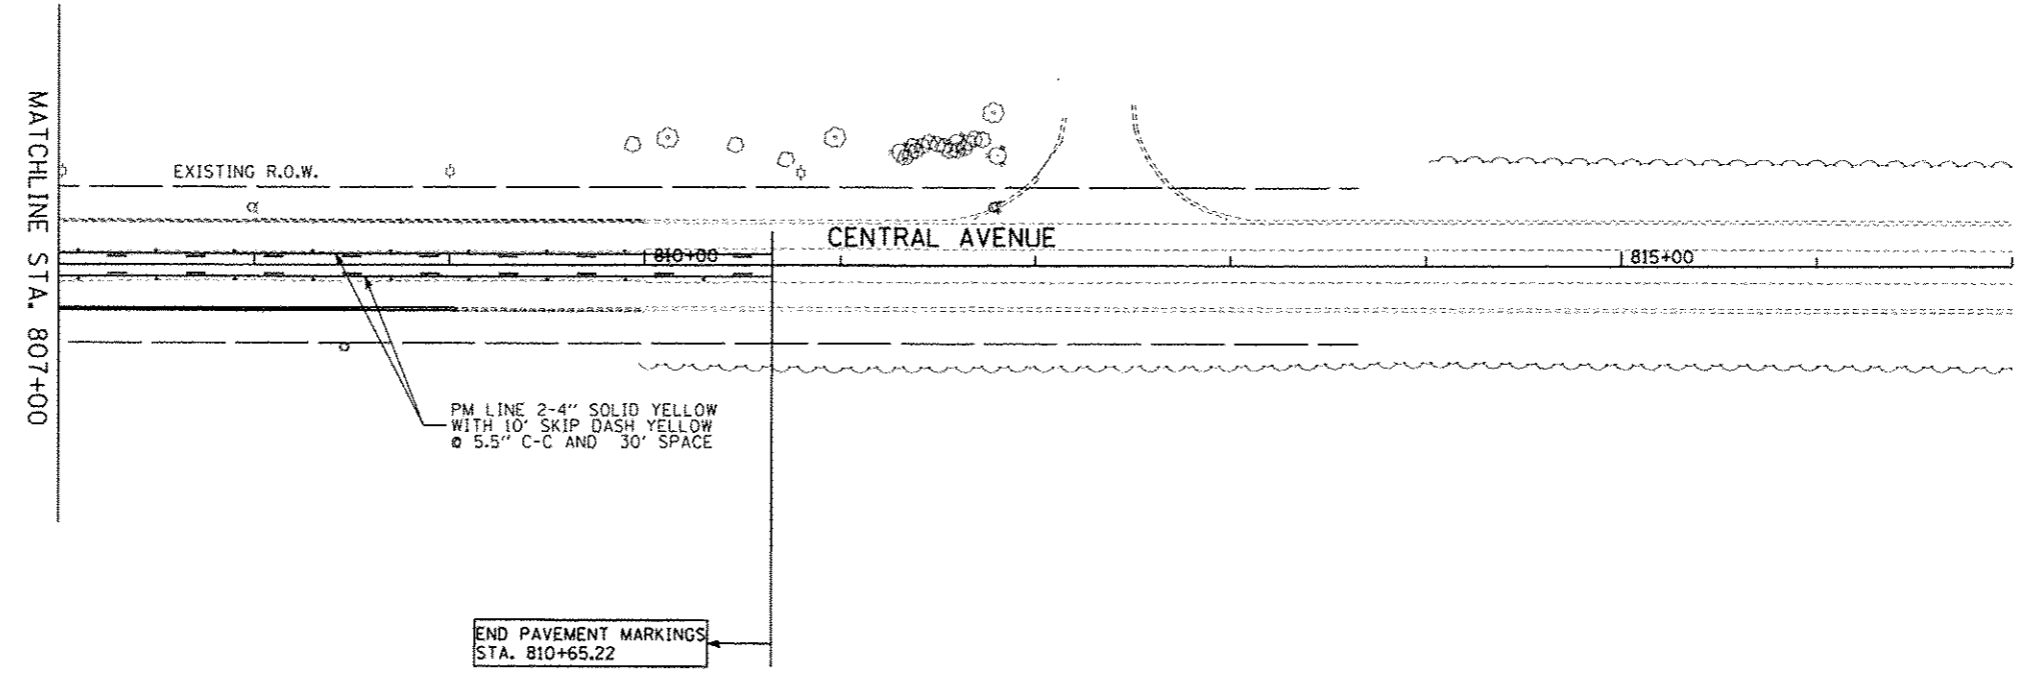 MATCHLINE STA. 807+00
EXISTING R.O.W.
CENTRAL AVENUE
810+00
815+00
PM LINE 2-4" SOLID YELLOW
WITH 10' SKIP DASH YELLOW
@ 5.5" C-C AND 30' SPACE
END PAVEMENT MARKINGS
STA. 810+65.22